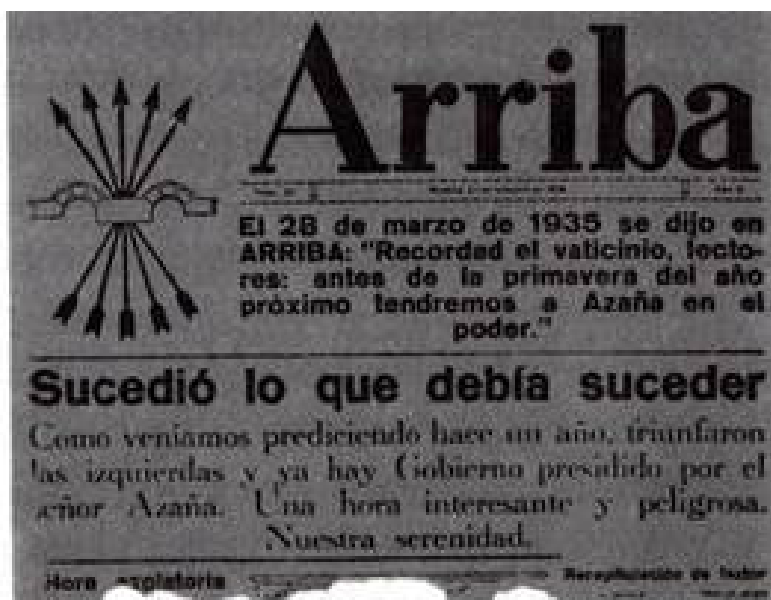 Arriba
El 28 de marzo de 1935 se dijo en
ARRIBA: "Recordad el vaticinio, lecto-
res: antes de la primavera del año
próximo tendremos a Azaña en el
poder."
Sucedió lo que debía suceder
Como veníamos prediciendo hace un año, triunfaron
las izquierdas y ya hay Gobierno presidido por el
señor Azaña. Una hora interesante y peligrosa.
Nuestra serenidad.
Hora expiatoria
Recapitulación de